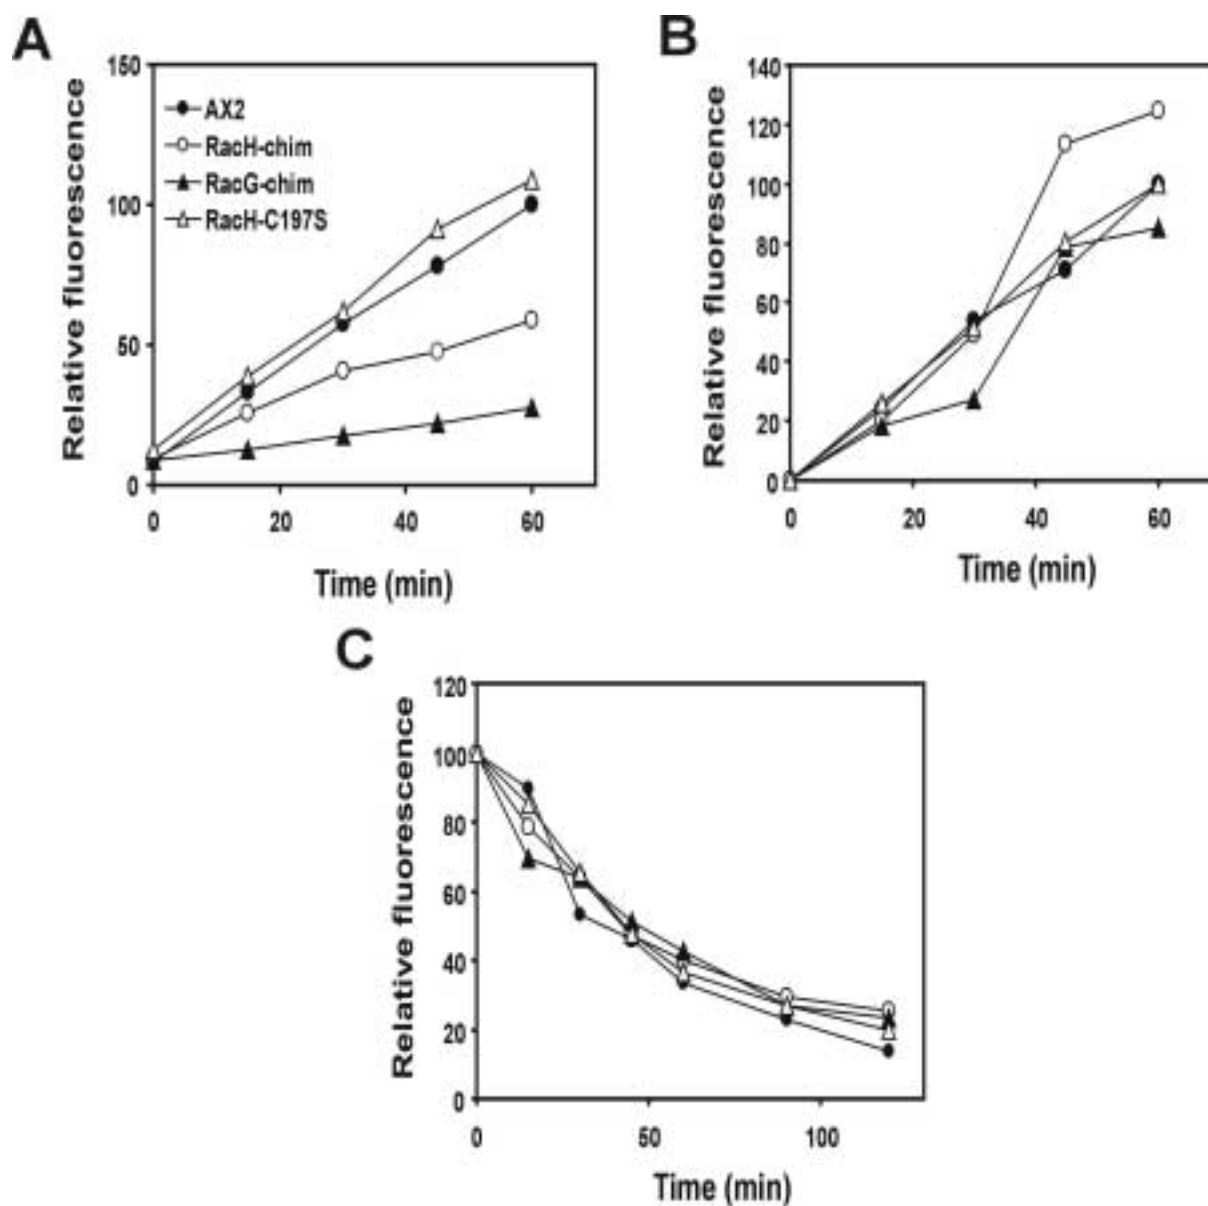 A
Relative fluorescence
150
100
50
0
AX2
RacH-chim
RacG-chim
RacH-C197S
0 20 40 60
Time (min)
B
Relative fluorescence
140
120
100
80
60
40
20
0
0 20 40 60
Time (min)
C
Relative fluorescence
120
100
80
60
40
20
0
0 50 100
Time (min)